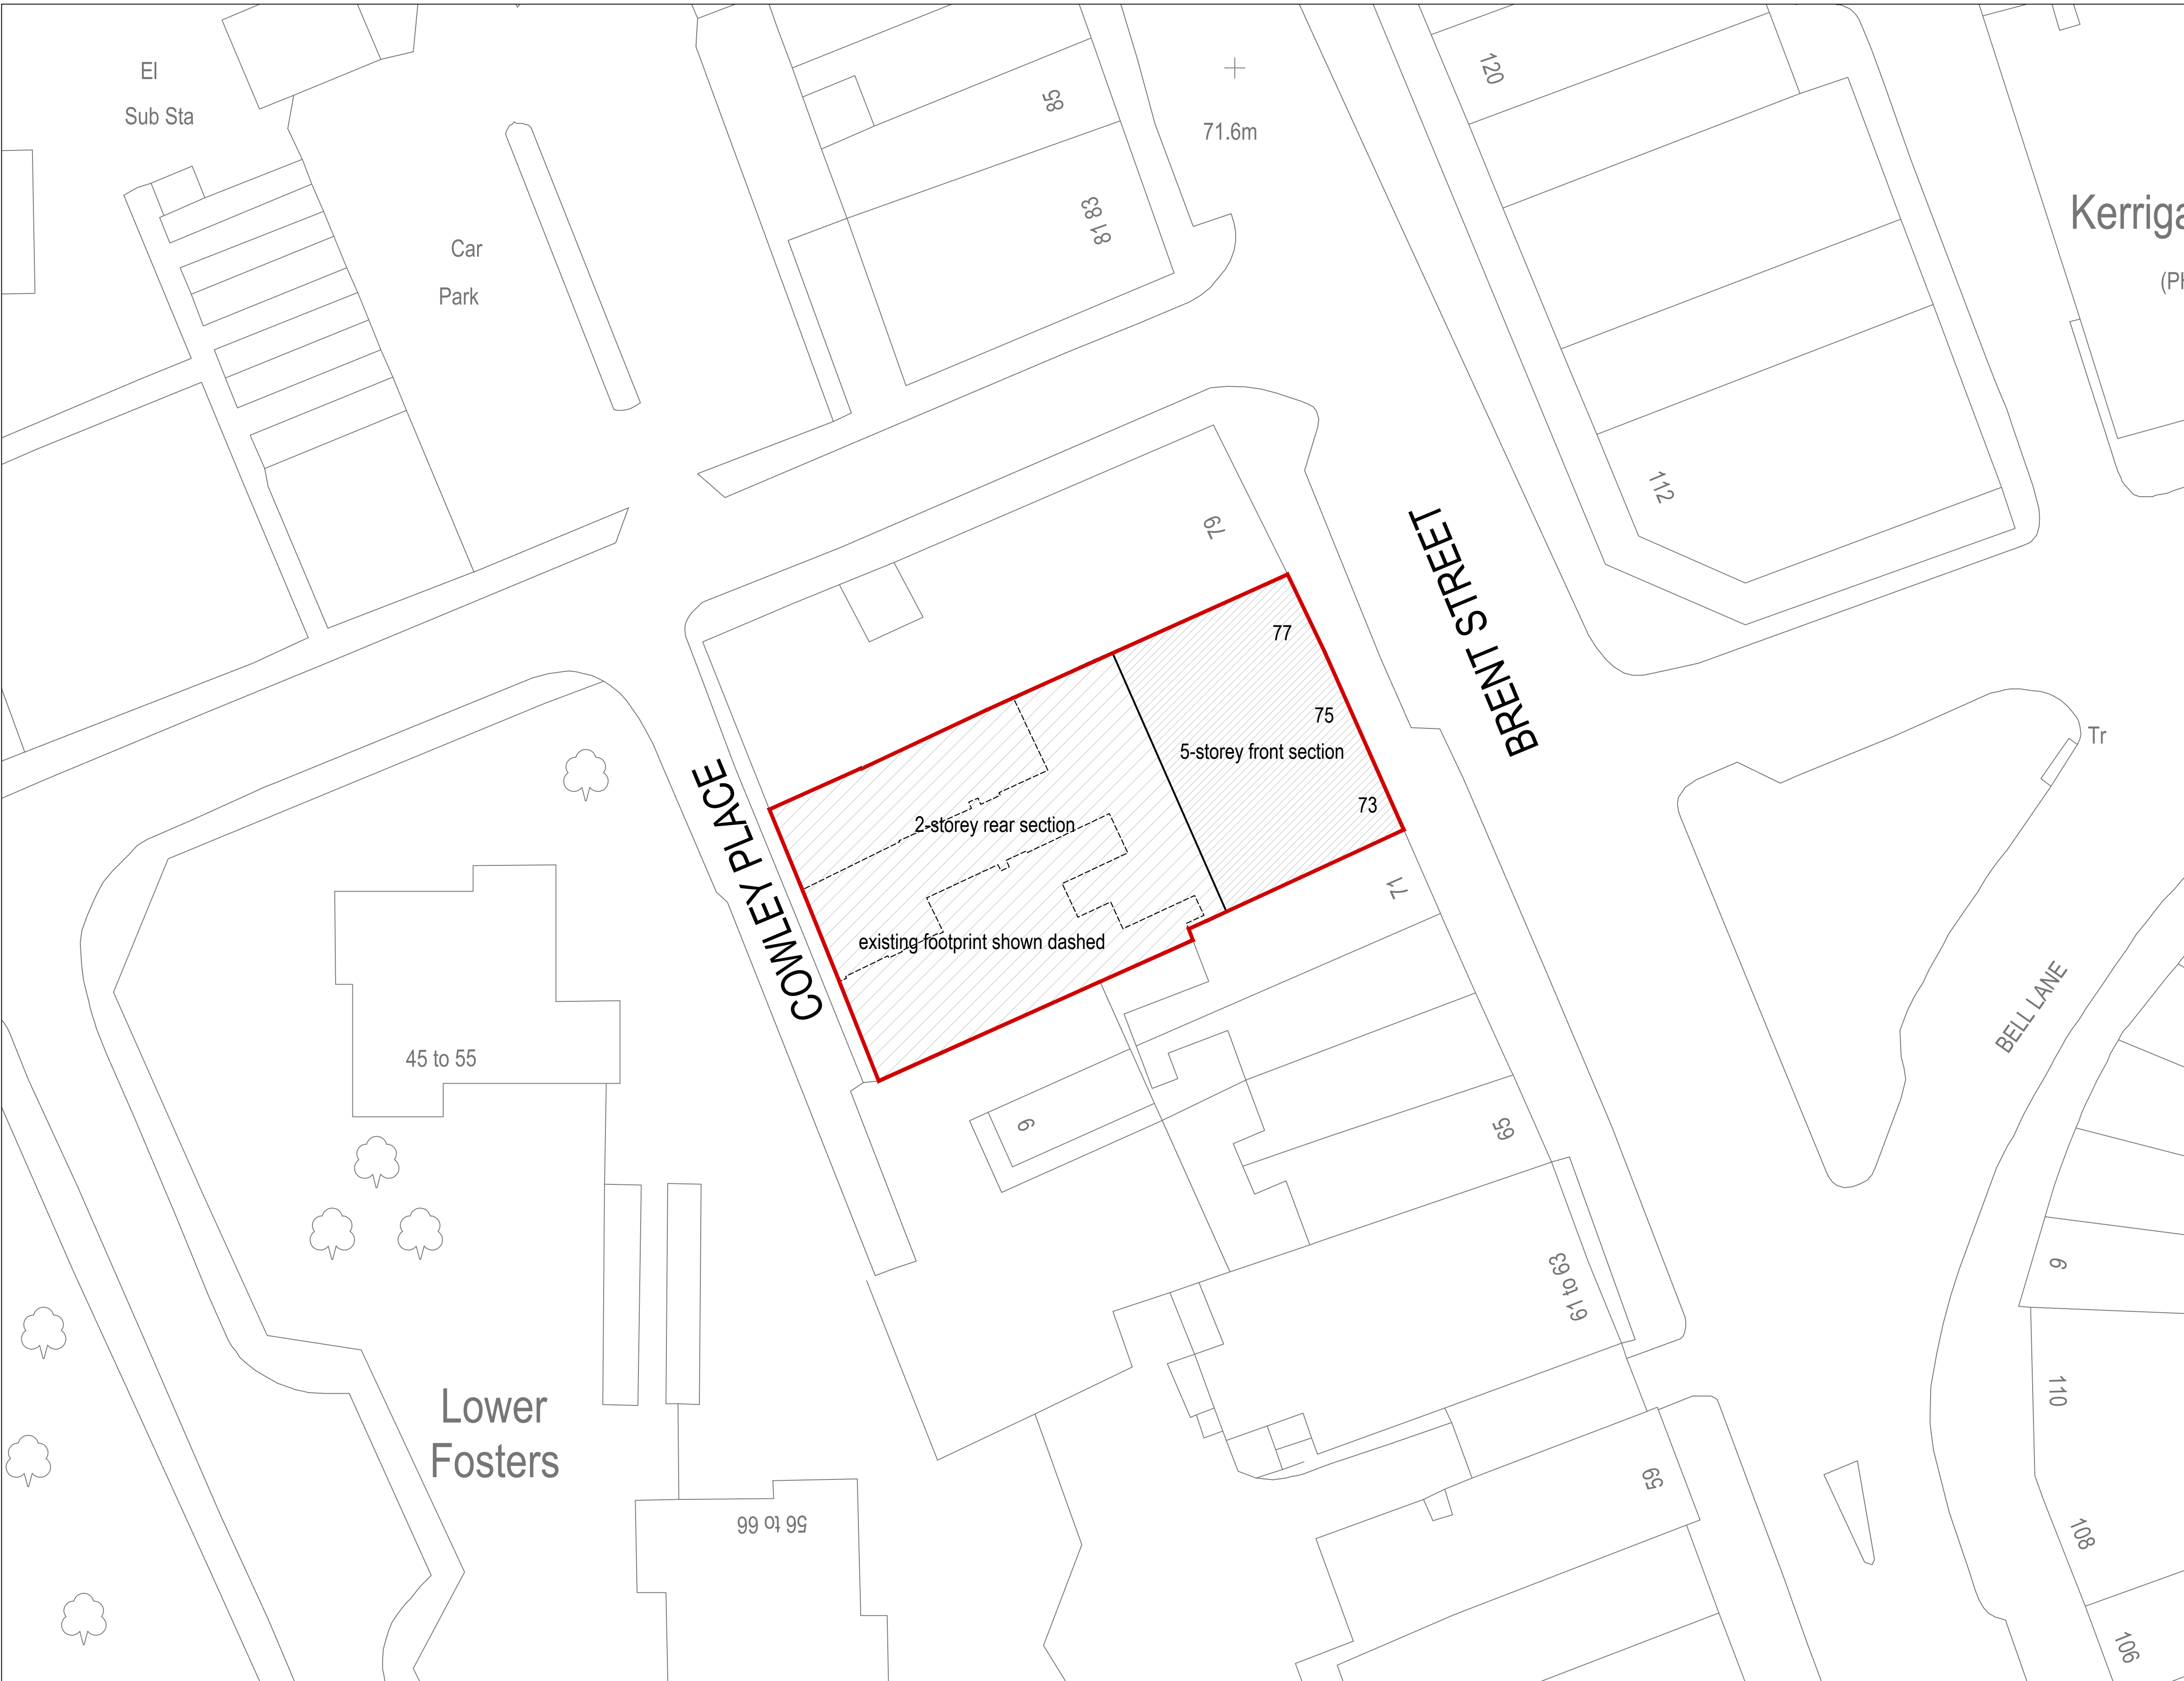 El
Sub Sta
Car
Park
85
81 83
71.6m
120
Kerriga
(PH
112
79
77
75
5-storey front section
73
BRENT STREET
COWLEY PLACE
2-storey rear section
existing footprint shown dashed
71
Tr
BELL LANE
45 to 55
9
65
61 to 63
9
110
Lower
Fosters
56 to 66
59
108
106